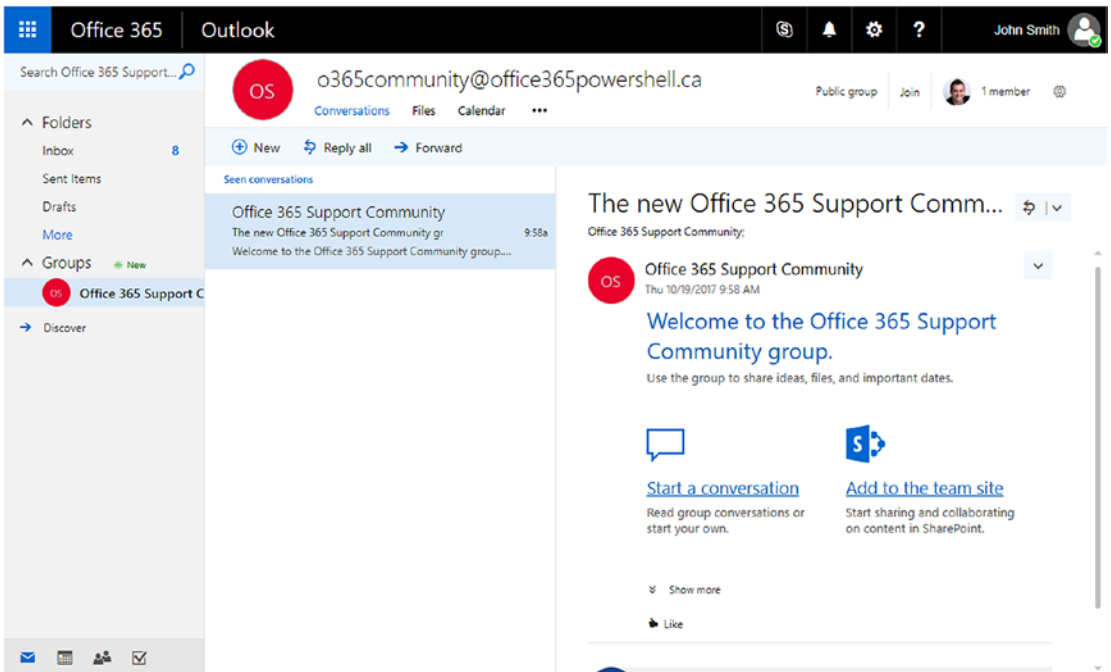 Office 365
Outlook
John Smith
Search Office 365 Support...
OS
o365community@office365powershell.ca
Conversations Files Calendar •••
Public group Join 1 member
Folders
Inbox 8
Sent Items
Drafts
More
Groups New
OS Office 365 Support C
Discover
New Reply all Forward
Seen conversations
Office 365 Support Community
The new Office 365 Support Community gr 9:58a
Welcome to the Office 365 Support Community group....
The new Office 365 Support Comm...
Office 365 Support Community;
OS
Office 365 Support Community
Thu 10/19/2017 9:58 AM
Welcome to the Office 365 Support
Community group.
Use the group to share ideas, files, and important dates.
Start a conversation
Read group conversations or
start your own.
Add to the team site
Start sharing and collaborating
on content in SharePoint.
Show more
Like